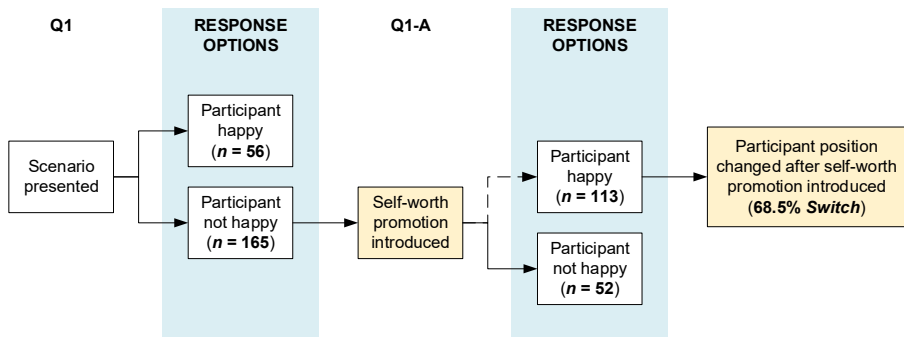 Q1
RESPONSE
OPTIONS
Q1-A
RESPONSE
OPTIONS
Scenario
presented
Participant
happy
(n = 56)
Participant
not happy
(n = 165)
Self-worth
promotion
introduced
Participant
happy
(n = 113)
Participant
not happy
(n = 52)
Participant position
changed after self-worth
promotion introduced
(68.5% Switch)